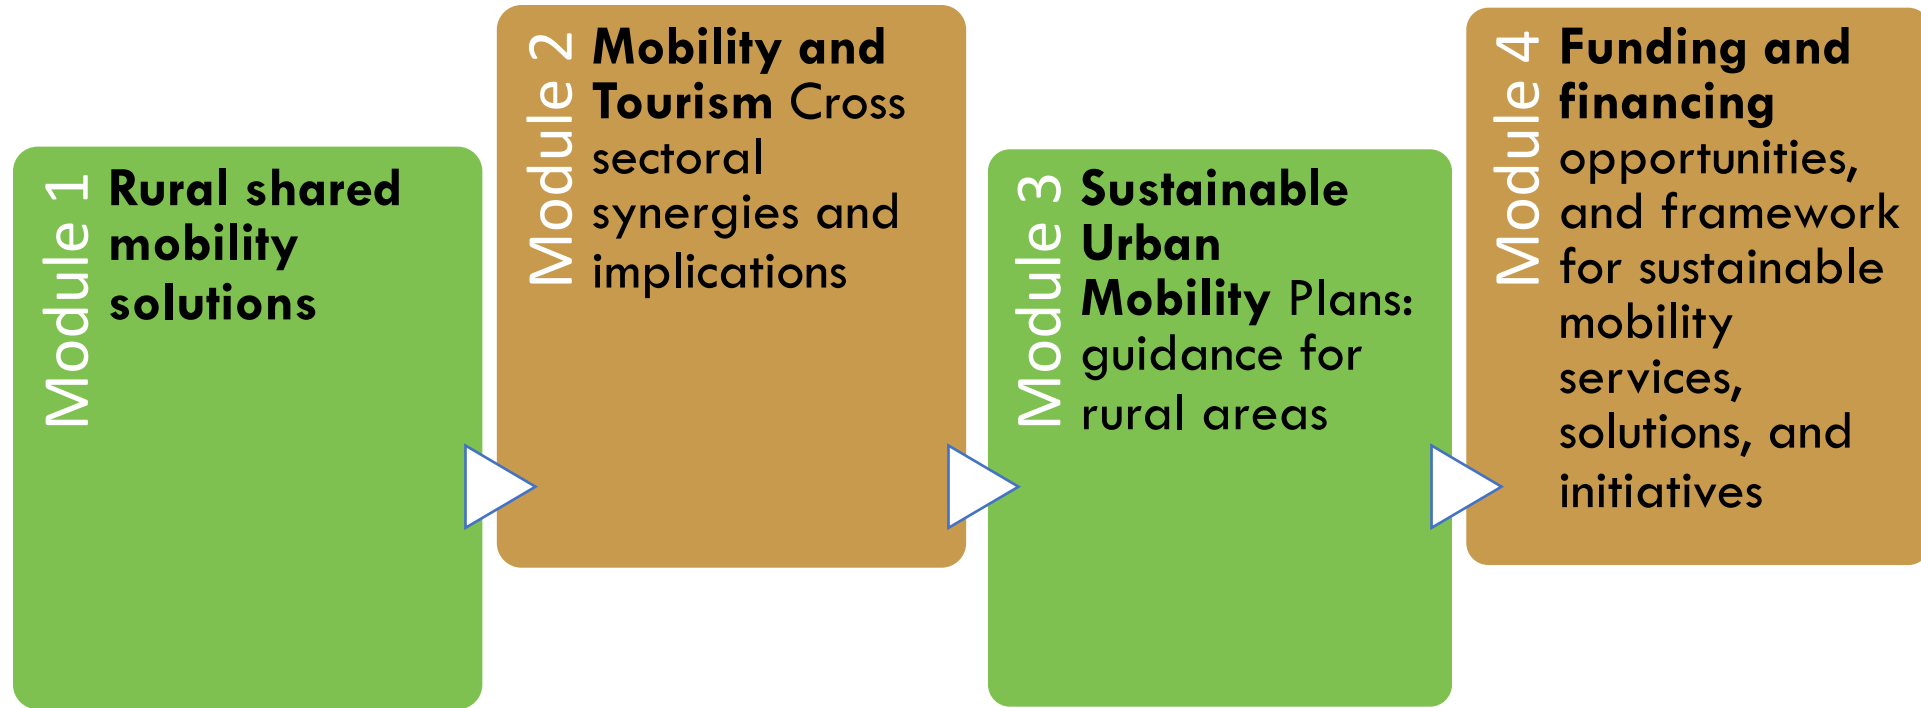 Module 1
Rural shared
mobility
solutions
Module 2
Mobility and
Tourism Cross
sectoral
synergies and
implications
Module 3
Sustainable
Urban
Mobility Plans:
guidance for
rural areas
Module 4
Funding and
financing
opportunities,
and framework
for sustainable
mobility
services,
solutions, and
initiatives